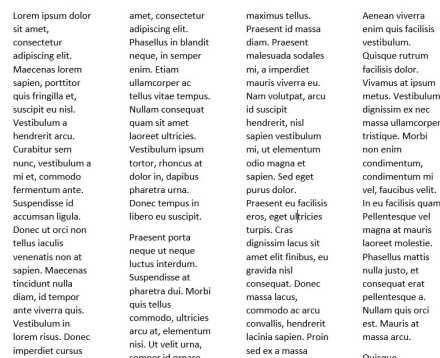 Lorem ipsum dolor
sit amet,
consectetur
adipiscing elit.
Maecenas lorem
sapien, porttitor
quis fringilla et,
suscipit eu nisl.
Vestibulum a
hendrerit arcu.
Curabitur sem
nunc, vestibulum a
mi et, commodo
fermentum ante.
Suspendisse id
accumsan ligula.
Donec ut orci non
tellus iaculis
venenatis non at
sapien. Maecenas
tincidunt nulla
diam, id tempor
ante viverra quis.
Vestibulum in
lorem risus. Donec
imperdiet cursus
amet, consectetur
adipiscing elit.
Phasellus in blandit
neque, in semper
enim. Etiam
ullamcorper ac
tellus vitae tempus.
Nullam consequat
quam sit amet
laoreet ultricies.
Vestibulum ipsum
tortor, rhoncus at
dolor in, dapibus
pharetra urna.
Donec tempus in
libero eu suscipit.
Praesent porta
neque ut neque
luctus interdum.
Suspendisse at
pharetra dui. Morbi
quis tellus
commodo, ultricies
arcu at, elementum
nisi. Ut velit urna,
semper id ornare
maximus tellus.
Praesent id massa
diam. Praesent
malesuada sodales
mi, a imperdiet
mauris viverra eu.
Nam volutpat, arcu
id suscipit
hendrerit, nisl
sapien vestibulum
mi, ut elementum
odio magna et
sapien. Sed eget
purus dolor.
Praesent eu facilisis
eros, eget ultricies
turpis. Cras
dignissim lacus sit
amet elit finibus, eu
gravida nisl
consequat. Donec
massa lacus,
commodo ac arcu
convallis, hendrerit
lacinia sapien. Proin
sed ex a massa
Aenean viverra
enim quis facilisis
vestibulum.
Quisque rutrum
facilisis dolor.
Vivamus at ipsum
metus. Vestibulum
dignissim ex nec
massa ullamcorper
tristique. Morbi
non enim
condimentum,
condimentum mi
vel, faucibus velit.
In eu facilisis quam
Pellentesque vel
magna at mauris
laoreet molestie.
Phasellus mattis
nulla justo, et
consequat erat
pellentesque a.
Nullam quis orci
est. Mauris at
massa arcu.
Quisque